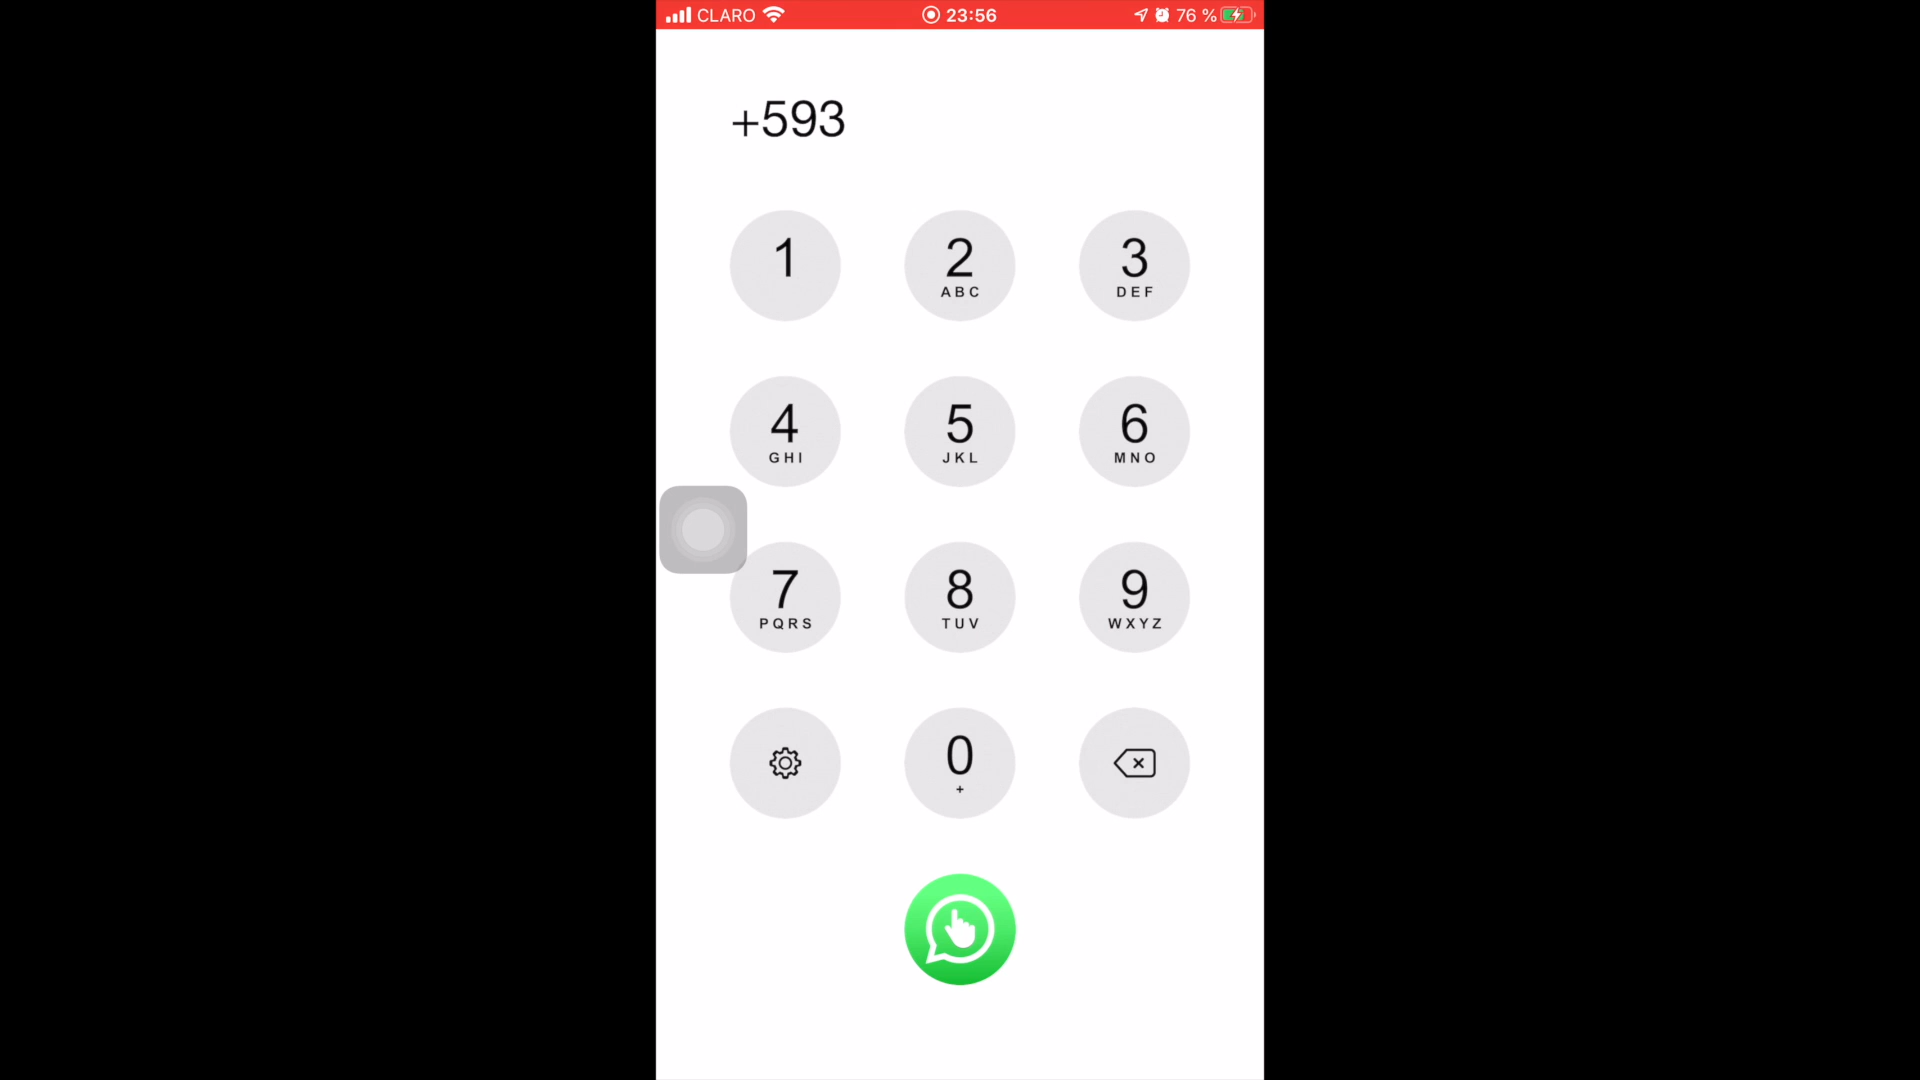 CLARO 23:56 76 %
+593
1 2 3
ABC DEF
4 5 6
GHI JKL MNO
7 8 9
PQRS TUV WXYZ
0
+